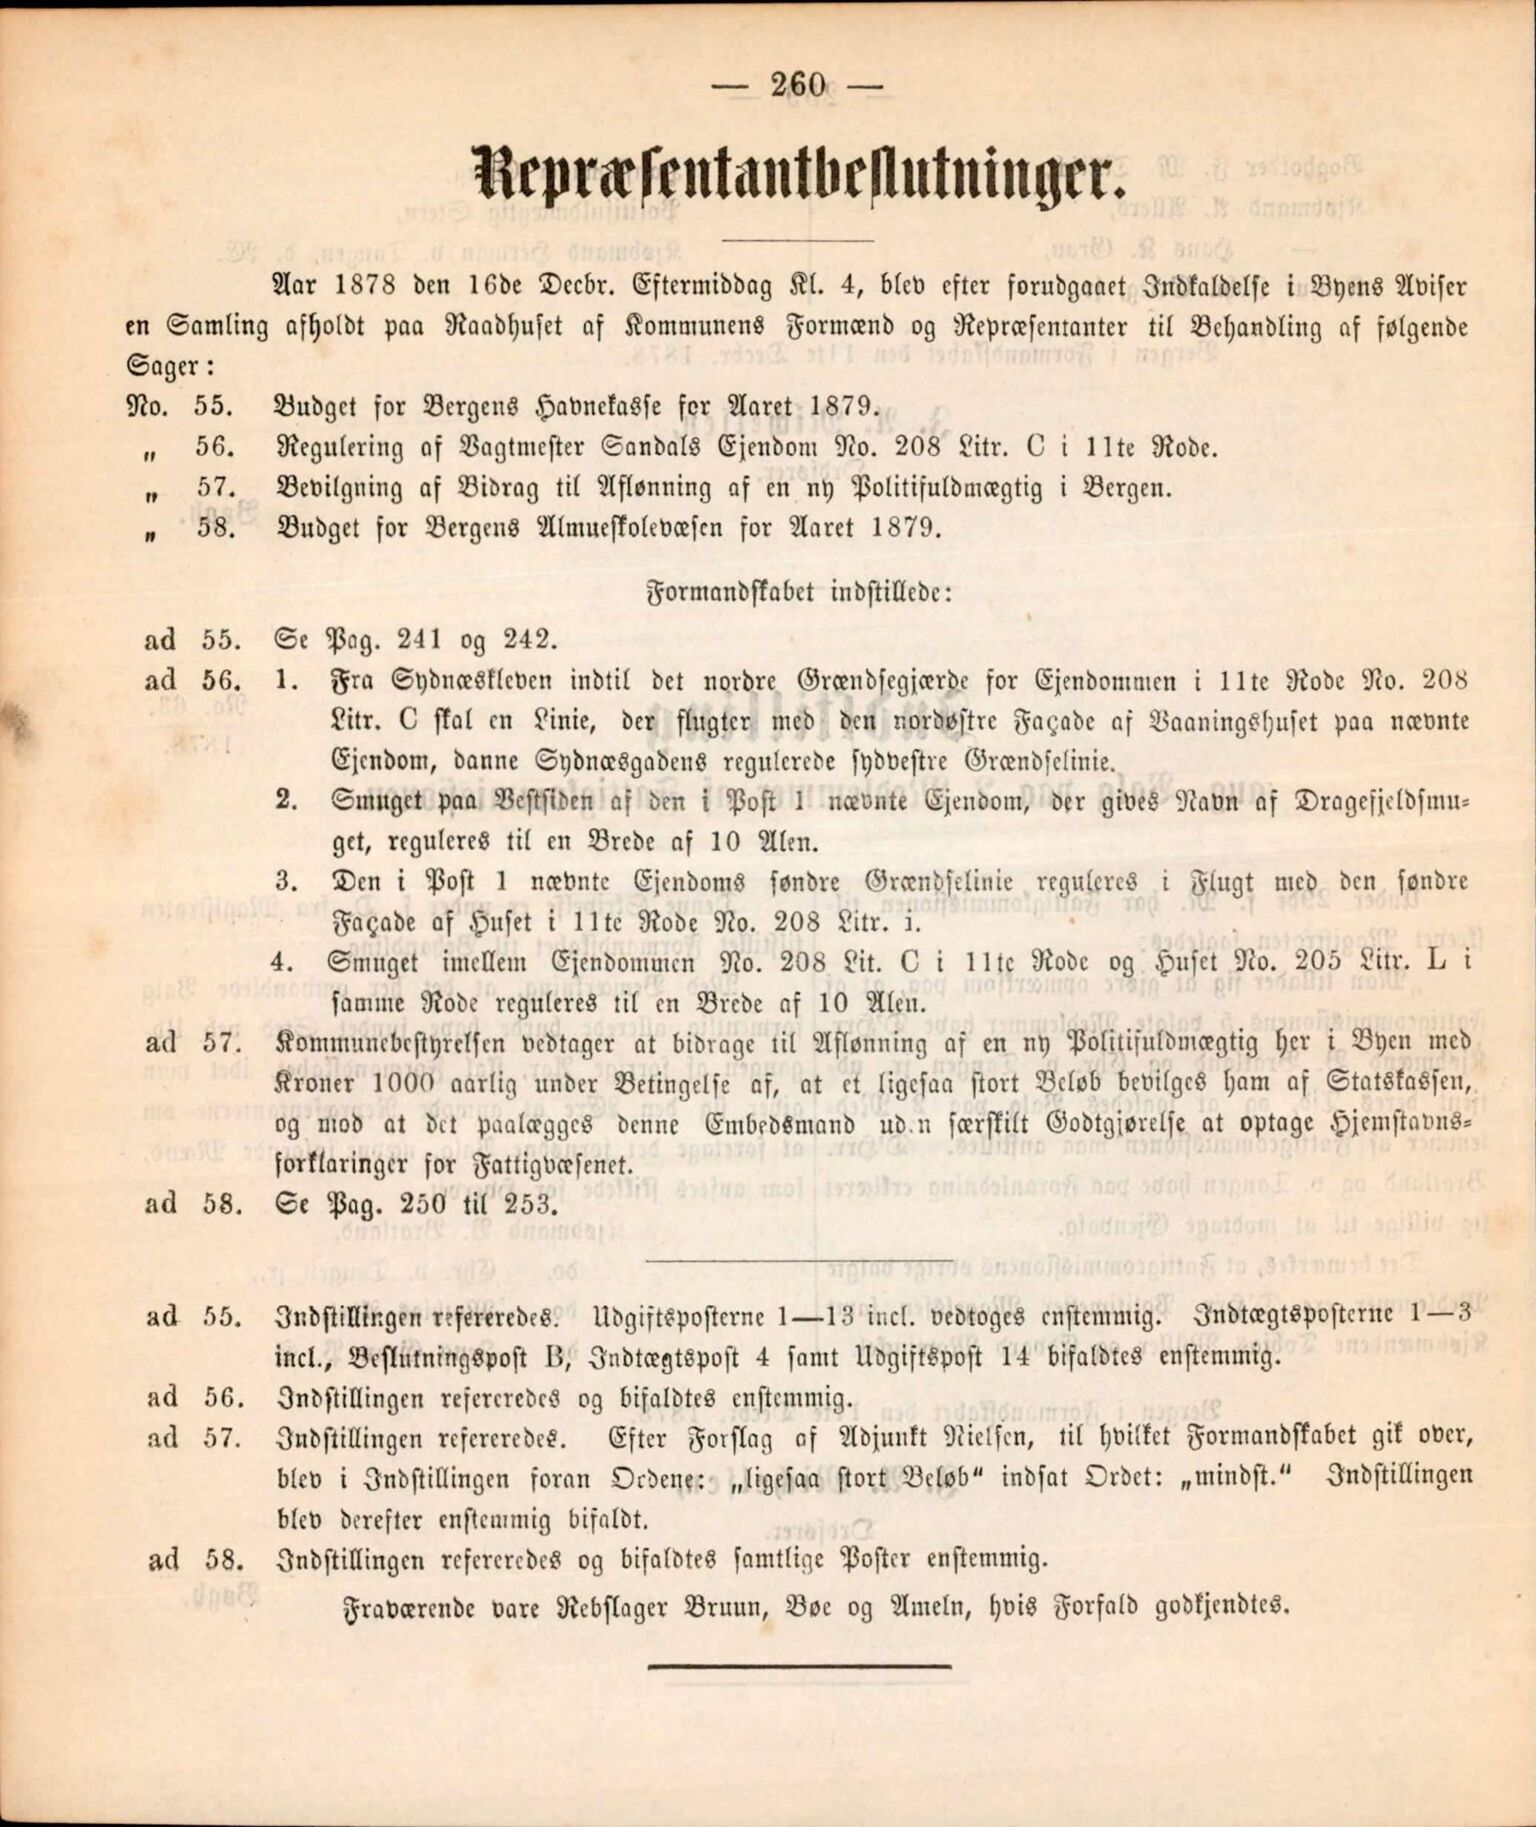 — 260 —
Repræsentantbeslutninger.
Aar 1878 den 16de Decbr. Eftermiddag Kl. 4, blev efter forudgaaet Indkaldelse i Byens Aviser
en Samling afholdt paa Raadhuset af Kommunens Formænd og Repræsentanter til Behandling af følgende
Sager:
No. 55. Budget for Bergens Havnekasse for Aaret 1879.
„ 56. Regulering af Vagtmester Sandals Ejendom No. 208 Litr. C i 11te Rode.
„ 57. Bevilgning af Bidrag til Aflønning af en ny Politifuldmægtig i Bergen.
„ 58. Budget for Bergens Almueskolevæsen for Aaret 1879.
Formandskabet indstillede:
ad 55. Se Pag. 241 og 242.
ad 56. 1. Fra Sydnæskleven indtil det nordre Grændsegjærde for Ejendommen i 11te Rode No. 208
Litr. C skal en Linie, der flugter med den nordøstre Façade af Vaaningshuset paa nævnte
Ejendom, danne Sydnæsgadens regulerede sydvestre Grændselinie.
2. Smuget paa Vestsiden af den i Post 1 nævnte Ejendom, der gives Navn af Dragefjeldsmu-
get, reguleres til en Brede af 10 Alen.
3. Den i Post 1 nævnte Ejendoms søndre Grændselinie reguleres i Flugt med den søndre
Façade af Huset i 11te Rode No. 208 Litr. i.
4. Smuget imellem Ejendommen No. 208 Lit. C i 11te Rode og Huset No. 205 Litr. L i
samme Rode reguleres til en Brede af 10 Alen.
ad 57. Kommunebestyrelsen vedtager at bidrage til Aflønning af en ny Politifuldmægtig her i Byen med
Kroner 1000 aarlig under Betingelse af, at et ligesaa stort Beløb bevilges ham af Statskassen,
og mod at det paalægges denne Embedsmand ud.n særskilt Godtgjørelse at optage Hjemstavns-
forklaringer for Fattigvæsenet.
ad 58. Se Pag. 250 til 253.
ad 55. Indstillingen refereredes. Udgiftsposterne 1—13 incl. vedtoges enstemmig. Indtægtsposterne 1—3
incl., Beslutningspost B, Indtægtspost 4 samt Udgiftspost 14 bifaldtes enstemmig.
ad 56. Indstillingen refereredes og bifaldtes enstemmig.
ad 57. Indstillingen refereredes. Efter Forslag af Adjunkt Nielsen, til hvilket Formandskabet gik over,
blev i Indstillingen foran Ordene: „ligesaa stort Beløb" indsat Ordet: „mindst." Indstillingen
blev derefter enstemmig bifaldt.
ad 58. Indstillingen refereredes og bifaldtes samtlige Poster enstemmig.
Fraværende vare Rebslager Bruun, Bøe og Ameln, hvis Forfald godkjendtes.